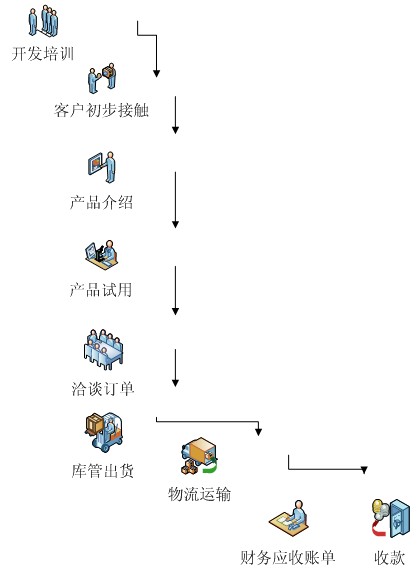 开发培训
客户初步接触
产品介绍
产品试用
洽谈订单
库管出货
物流运输
财务应收账单
收款